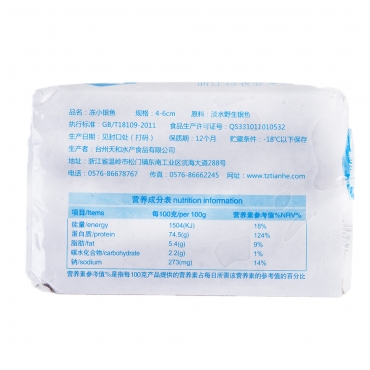 品名：冻小银鱼 规格：4-6cm 原料：淡水野生银鱼
执行标准：GB/T18109-2011 食品生产许可证号：QS331011010532
生产日期：见封口处（打码） 保质期：12个月 贮藏条件：-18℃以下
生产者：台州天和水产食品有限公司
地址：浙江省温岭市松门镇东南工业区滨海大道288号
电话：0576-86678767 传真：0576-86662245 网址：www.tztianhe.com
营养成分表 nutrition information
项目/Items 每100克/per 100g 营养素参考值%NRV%
能量/energy 1504(KJ) 18%
蛋白质/protein 74.5(g) 124%
脂肪/fat 5.4(g) 9%
碳水化合物/carbohydrate 2.2(g) 1%
钠/sodium 273(mg) 14%
营养素参考值%是指每100克产品提供的营养素占每日所需该营养素的参考值的百分比